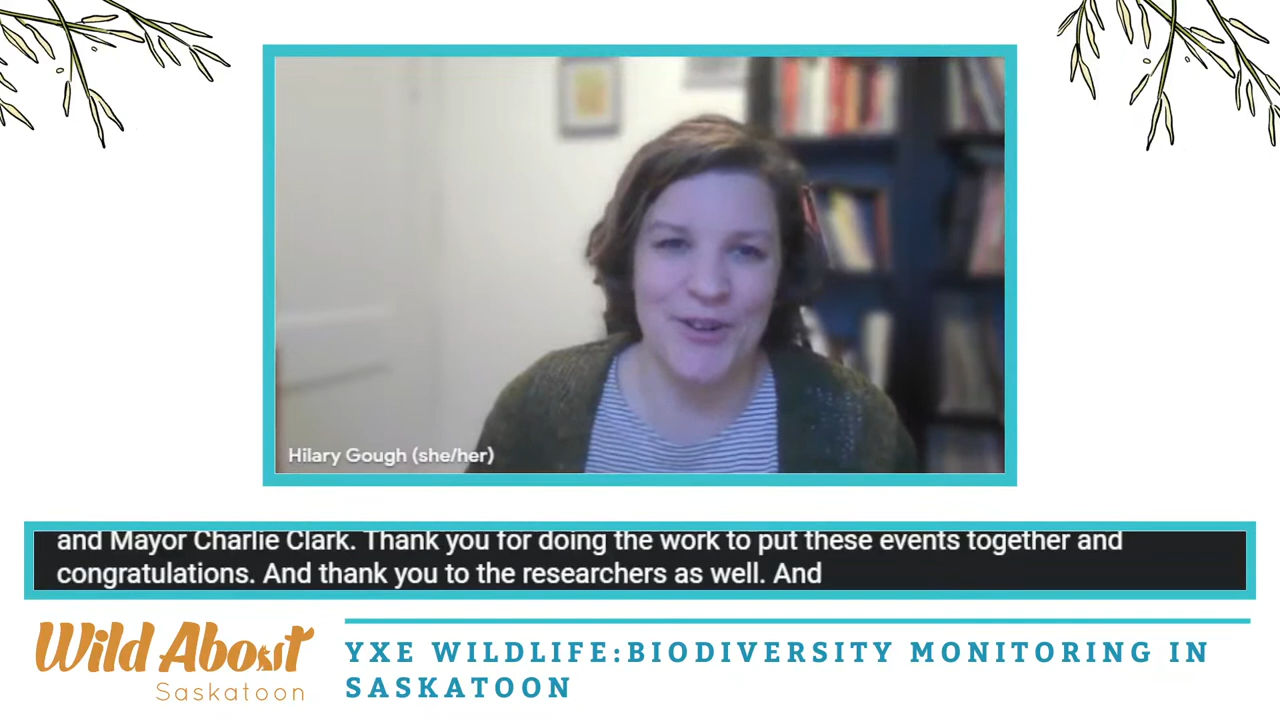 Hilary Gough (she/her)
and Mayor Charlie Clark. Thank you for doing the work to put these events together and
congratulations. And thank you to the researchers as well. And
Wild About
Saskatoon
YXE WILDLIFE:BIODIVERSITY MONITORING IN
SASKATOON